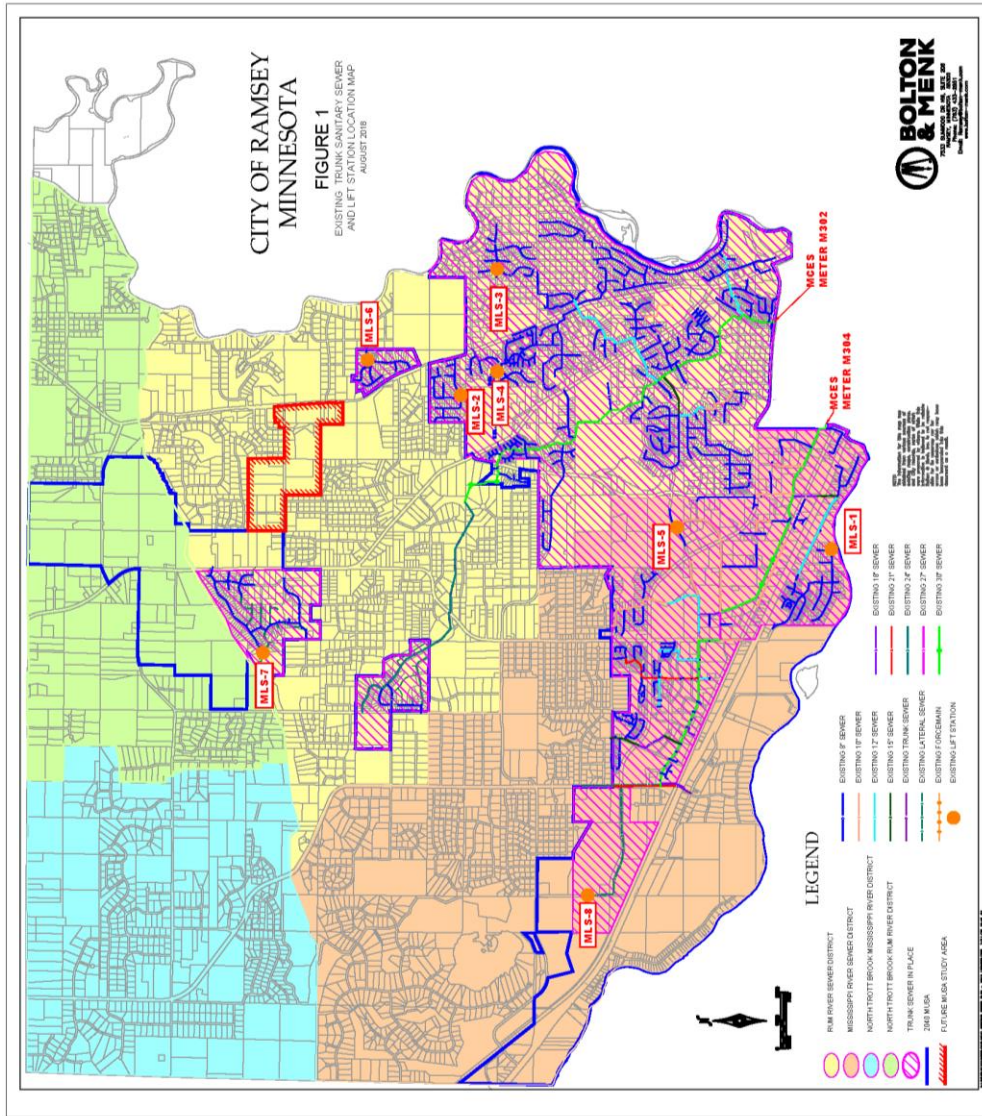 CITY OF RAMSEY
MINNESOTA
FIGURE 1
EXISTING TRUNK SANITARY SEWER
AND LIFT STATION LOCATION MAP
AUGUST 2018
MLS-6
MLS-3
MLS-2
MLS-4
MLS-7
MLS-5
MLS-1
MLS-8
MCES
METER M302
MCES
METER M304
BOLTON
& MENK
NOTE:
LEGEND
RUM RIVER SEWER DISTRICT
MISSISSIPPI RIVER SEWER DISTRICT
NORTH TROTT BROOK MISSISSIPPI RIVER DISTRICT
NORTH TROTT BROOK RUM RIVER DISTRICT
TRUNK SEWER IN PLACE
2040 MUSA
FUTURE MUSA STUDY AREA
EXISTING 8" SEWER
EXISTING 10" SEWER
EXISTING 12" SEWER
EXISTING 15" SEWER
EXISTING TRUNK SEWER
EXISTING LATERAL SEWER
EXISTING FORCEMAIN
EXISTING LIFT STATION
EXISTING 18" SEWER
EXISTING 21" SEWER
EXISTING 24" SEWER
EXISTING 27" SEWER
EXISTING 30" SEWER